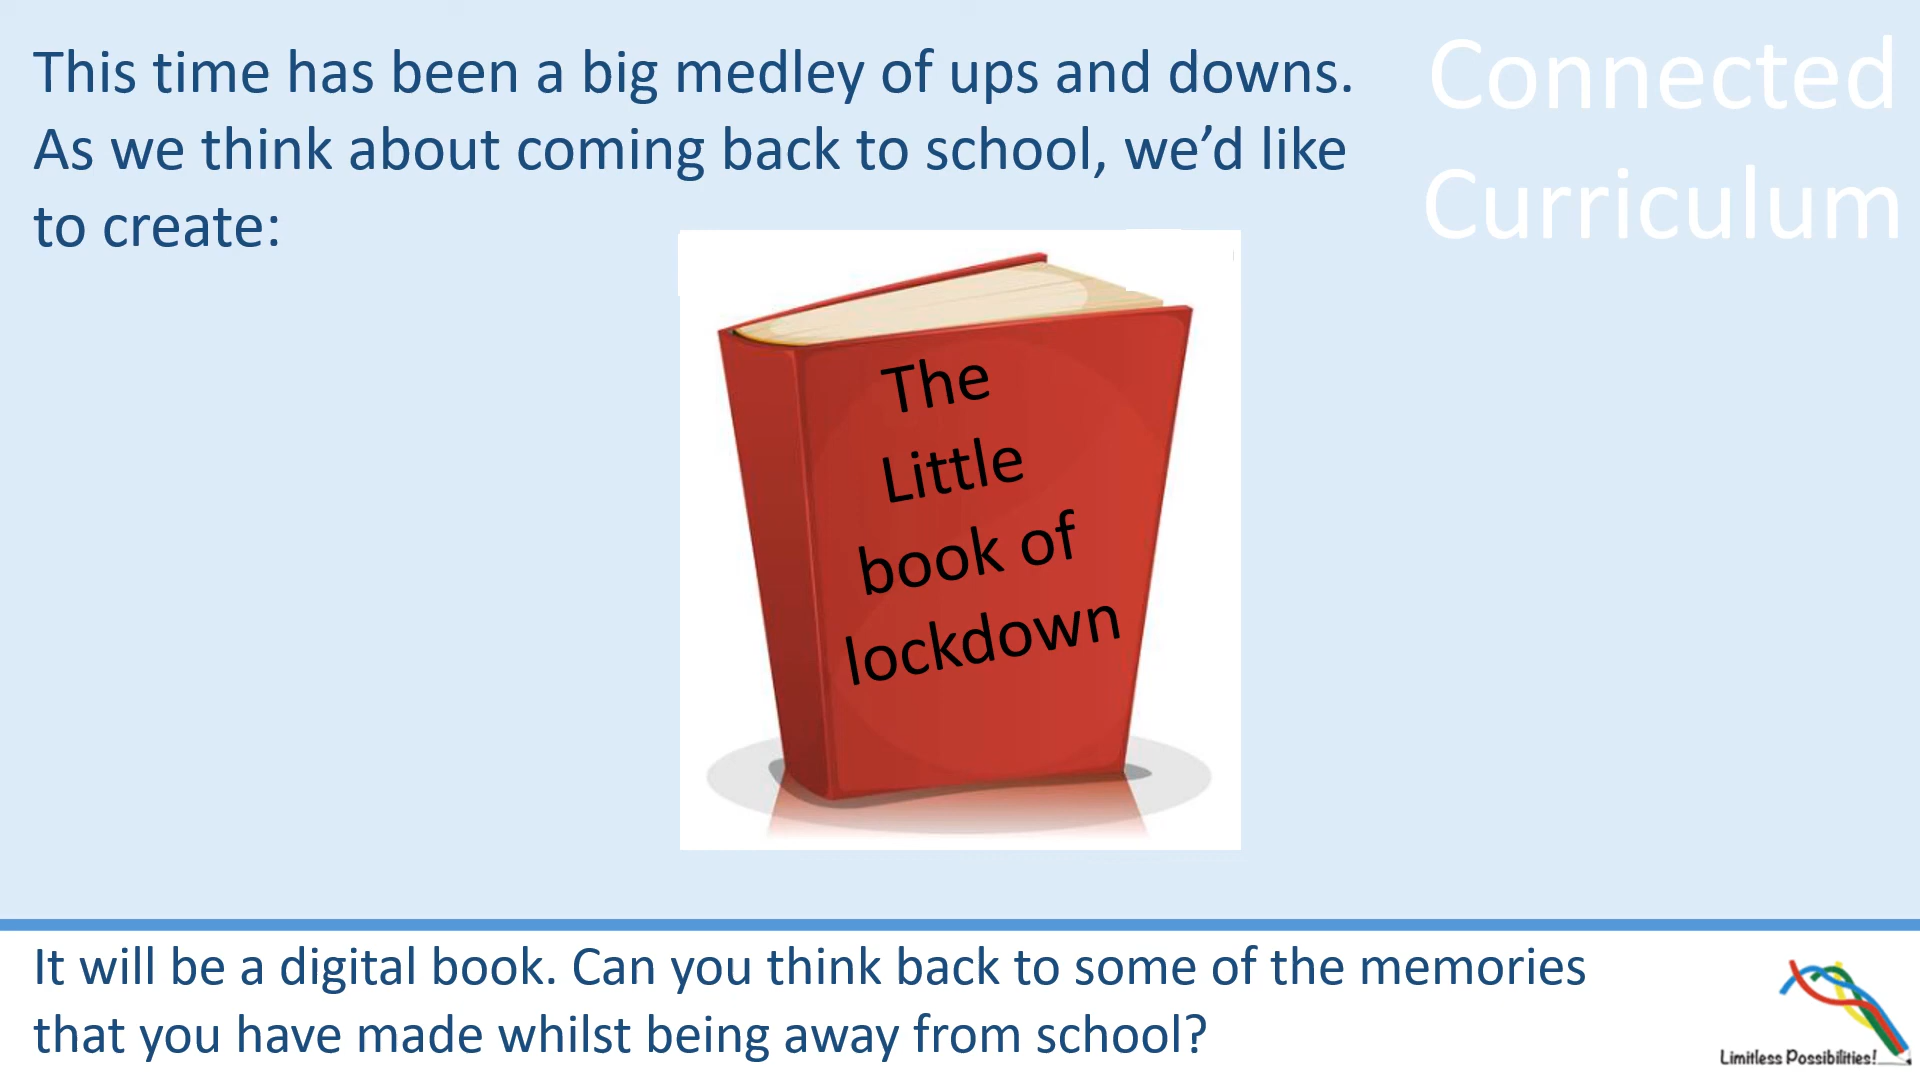 This time has been a big medley of ups and downs.
As we think about coming back to school, we’d like
to create:
Connected
Curriculum
The
Little
book of
lockdown
It will be a digital book. Can you think back to some of the memories
that you have made whilst being away from school?
Limitless Possibilities!